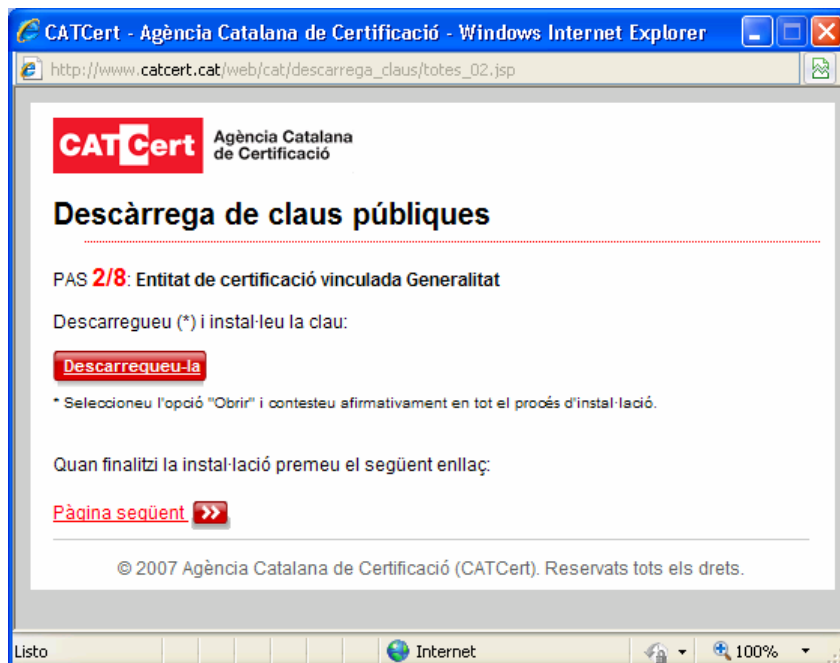 CATCert - Agència Catalana de Certificació - Windows Internet Explorer
http://www.catcert.cat/web/cat/descarrega_claus/totes_02.jsp
CATCert Agència Catalana
de Certificació
Descàrrega de claus públiques
PAS 2/8: Entitat de certificació vinculada Generalitat
Descarregueu (*) i instal·leu la clau:
Descarregueu-la
* Seleccioneu l'opció "Obrir" i contesteu afirmativament en tot el procés d'instal·lació.
Quan finalitzi la instal·lació premeu el següent enllaç:
Pàgina següent >>
© 2007 Agència Catalana de Certificació (CATCert). Reservats tots els drets.
Listo Internet 100%